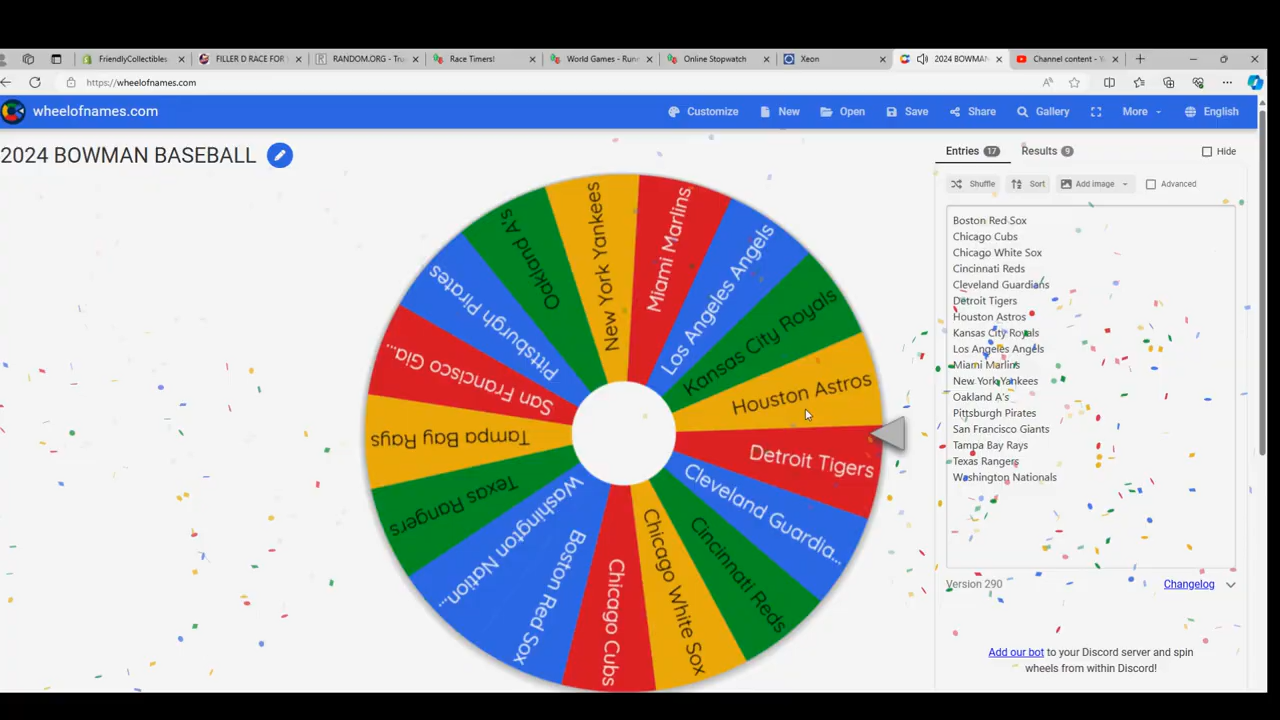 FriendlyCollectibles
FILLER D RACE FOR
RANDOM.ORG - Tru
Race Timers!
World Games - Runn
Online Stopwatch
Xeon
2024 BOWMAN
Channel content - Y
https://wheelofnames.com
wheelofnames.com
Customize
New
Open
Save
Share
Gallery
More
English
2024 BOWMAN BASEBALL
Entries 17
Results 9
Hide
Shuffle
Sort
Add image
Advanced
Boston Red Sox
Chicago Cubs
Chicago White Sox
Cincinnati Reds
Cleveland Guardians
Detroit Tigers
Houston Astros
Kansas City Royals
Los Angeles Angels
Miami Marlins
New York Yankees
Oakland A's
Pittsburgh Pirates
San Francisco Giants
Tampa Bay Rays
Texas Rangers
Washington Nationals
New York Yankees
Miami Marlins
Los Angeles Angels
Kansas City Royals
Houston Astros
Detroit Tigers
Cleveland Guardia...
Cincinnati Reds
Chicago White Sox
Chicago Cubs
Boston Red Sox
Washington Nation...
Texas Rangers
Tampa Bay Rays
San Francisco Gia...
Pittsburgh Pirates
Oakland A's
Version 290
Changelog
Add our bot to your Discord server and spin
wheels from within Discord!